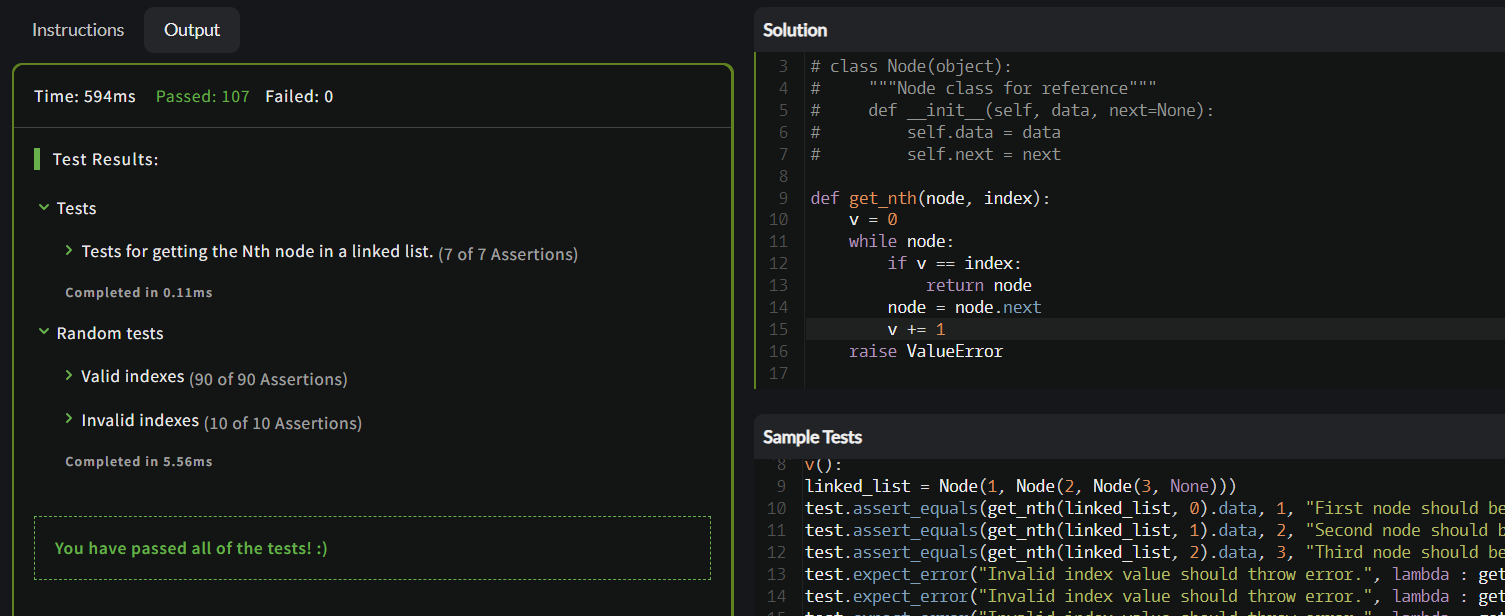 Instructions
Output
Time: 594ms Passed: 107 Failed: 0
Test Results:
Tests
Tests for getting the Nth node in a linked list. (7 of 7 Assertions)
Completed in 0.11ms
Random tests
Valid indexes (90 of 90 Assertions)
Invalid indexes (10 of 10 Assertions)
Completed in 5.56ms
You have passed all of the tests! :)
Solution
3 # class Node(object):
4 #     """Node class for reference"""
5 #     def __init__(self, data, next=None):
6 #         self.data = data
7 #         self.next = next
8
9 def get_nth(node, index):
10     v = 0
11     while node:
12         if v == index:
13             return node
14         node = node.next
15         v += 1
16     raise ValueError
17
Sample Tests
8 v():
9 linked_list = Node(1, Node(2, Node(3, None)))
10 test.assert_equals(get_nth(linked_list, 0).data, 1, "First node should be
11 test.assert_equals(get_nth(linked_list, 1).data, 2, "Second node should b
12 test.assert_equals(get_nth(linked_list, 2).data, 3, "Third node should be
13 test.expect_error("Invalid index value should throw error.", lambda : get
14 test.expect_error("Invalid index value should throw error.", lambda : get